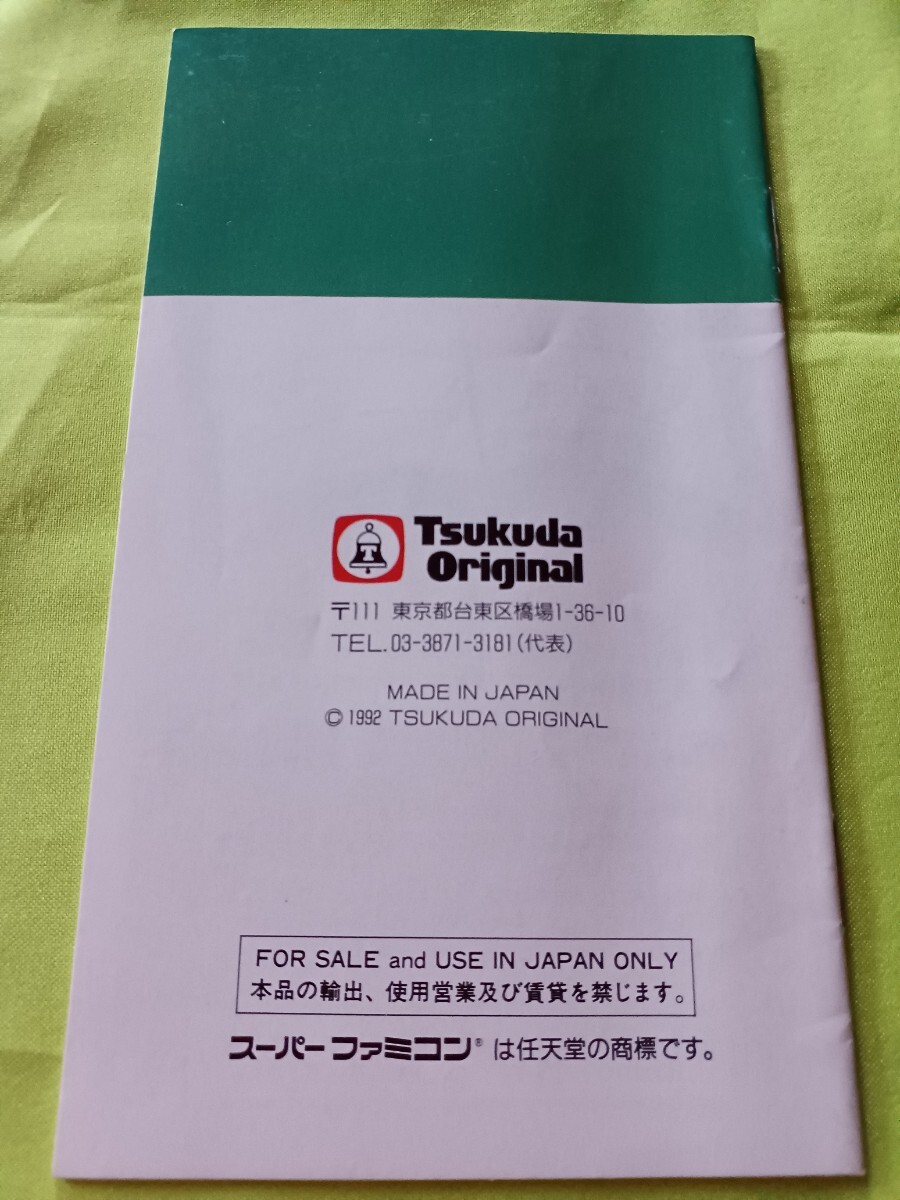 Tsukuda
Original
〒111 東京都台東区橋場1-36-10
TEL.03-3871-3181(代表)
MADE IN JAPAN
© 1992 TSUKUDA ORIGINAL
FOR SALE and USE IN JAPAN ONLY
本品の輸出、使用営業及び賃貸を禁じます。
スーパーファミコン® は任天堂の商標です。